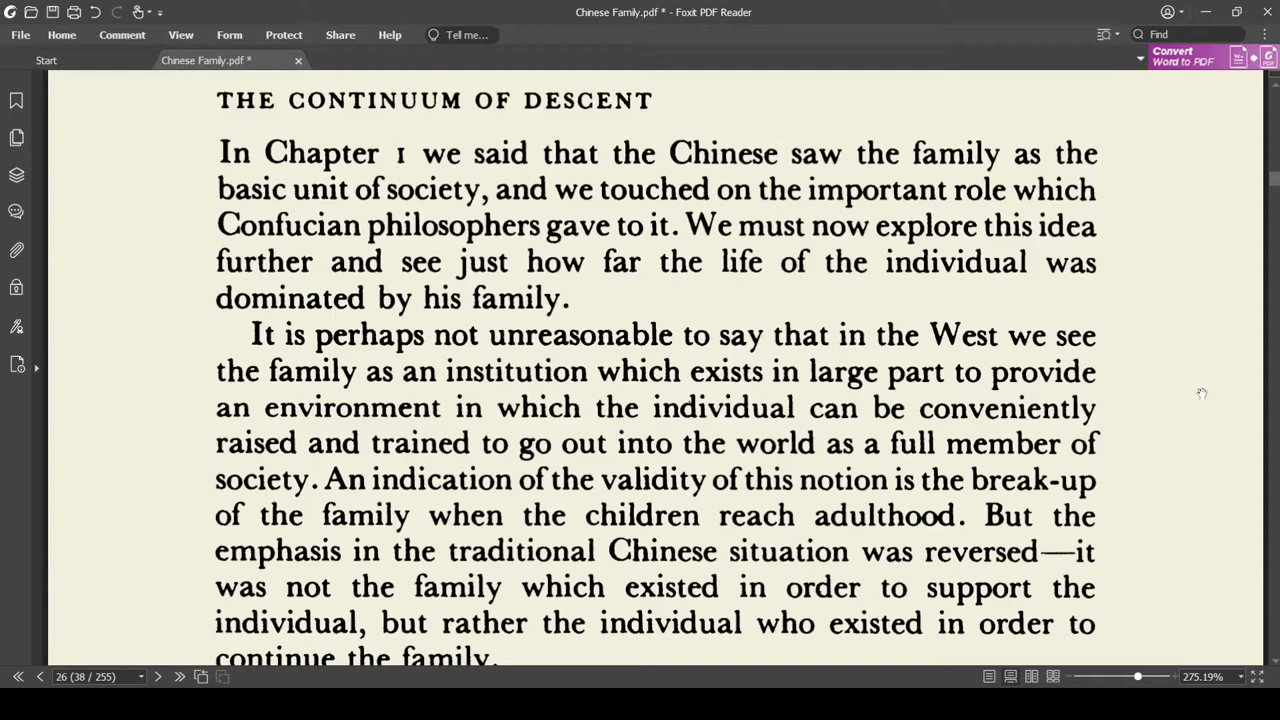 Chinese Family.pdf * - Foxit PDF Reader
File Home Comment View Form Protect Share Help Tell me... Find
Start Chinese Family.pdf * Convert Word to PDF
THE CONTINUUM OF DESCENT
In Chapter 1 we said that the Chinese saw the family as the
basic unit of society, and we touched on the important role which
Confucian philosophers gave to it. We must now explore this idea
further and see just how far the life of the individual was
dominated by his family.
It is perhaps not unreasonable to say that in the West we see
the family as an institution which exists in large part to provide
an environment in which the individual can be conveniently
raised and trained to go out into the world as a full member of
society. An indication of the validity of this notion is the break-up
of the family when the children reach adulthood. But the
emphasis in the traditional Chinese situation was reversed—it
was not the family which existed in order to support the
individual, but rather the individual who existed in order to
continue the family.
26 (38 / 255) 275.19%